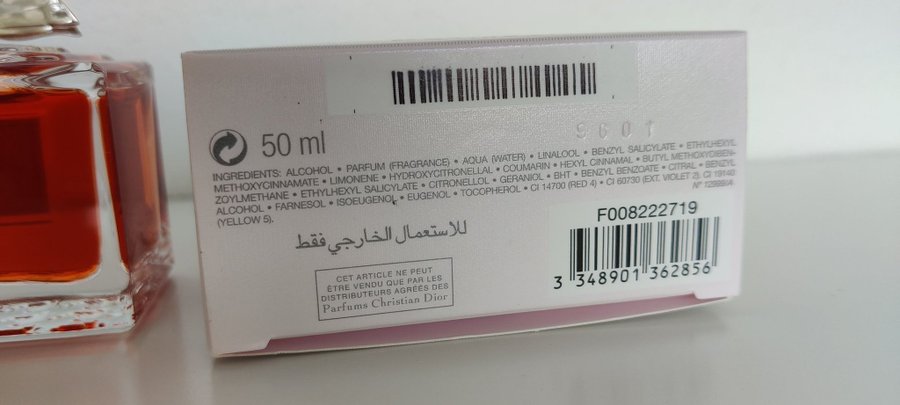 9601
50 ml
INGREDIENTS: ALCOHOL • PARFUM (FRAGRANCE) • AQUA (WATER) • LINALOOL • BENZYL SALICYLATE • ETHYLHEXYL
METHOXYCINNAMATE • LIMONENE • HYDROXYCITRONELLAL • COUMARIN • HEXYL CINNAMAL • BUTYL METHOXYDIBEN-
ZOYLMETHANE • ETHYLHEXYL SALICYLATE • CITRONELLOL • GERANIOL • BHT • BENZYL BENZOATE • CITRAL • BENZYL
ALCOHOL • FARNESOL • ISOEUGENOL • EUGENOL • TOCOPHEROL • CI 14700 (RED 4) • CI 60730 (EXT. VIOLET 2), CI 19140
(YELLOW 5). N° 12989/A
للاستعمال الخارجي فقط
CET ARTICLE NE PEUT
ÊTRE VENDU QUE PAR LES
DISTRIBUTEURS AGRÉÉS DES
Parfums Christian Dior
F008222719
3 348901 362856